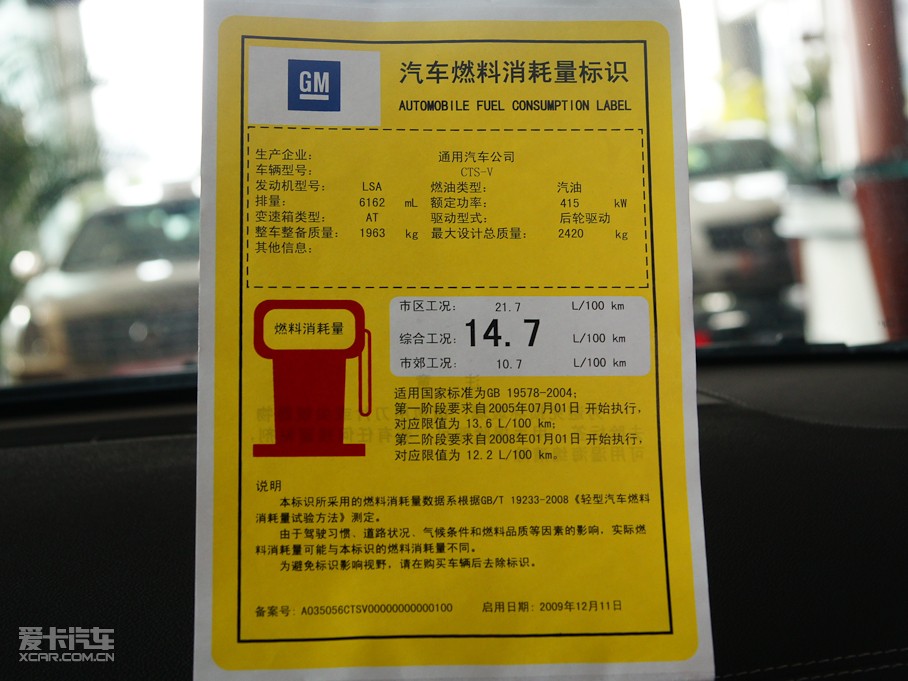 GM
汽车燃料消耗量标识
AUTOMOBILE FUEL CONSUMPTION LABEL
生产企业: 通用汽车公司
车辆型号: CTS-V
发动机型号: LSA 燃油类型: 汽油
排量: 6162 mL 额定功率: 415 kW
变速箱类型: AT 驱动型式: 后轮驱动
整车整备质量: 1963 kg 最大设计总质量: 2420 kg
其他信息:
燃料消耗量
市区工况: 21.7 L/100 km
综合工况: 14.7 L/100 km
市郊工况: 10.7 L/100 km
适用国家标准为GB 19578-2004;
第一阶段要求自2005年07月01日 开始执行,
对应限值为 13.6 L/100 km;
第二阶段要求自2008年01月01日 开始执行,
对应限值为 12.2 L/100 km。
说明
本标识所采用的燃料消耗量数据系根据GB/T 19233-2008《轻型汽车燃料
消耗量试验方法》测定。
由于驾驶习惯、道路状况、气候条件和燃料品质等因素的影响, 实际燃
料消耗量可能与本标识的燃料消耗量不同。
为避免标识影响视野, 请在购买车辆后去除标识。
备案号: A035056CTSV00000000000100 启用日期: 2009年12月11日
爱卡汽车
XCAR.COM.CN